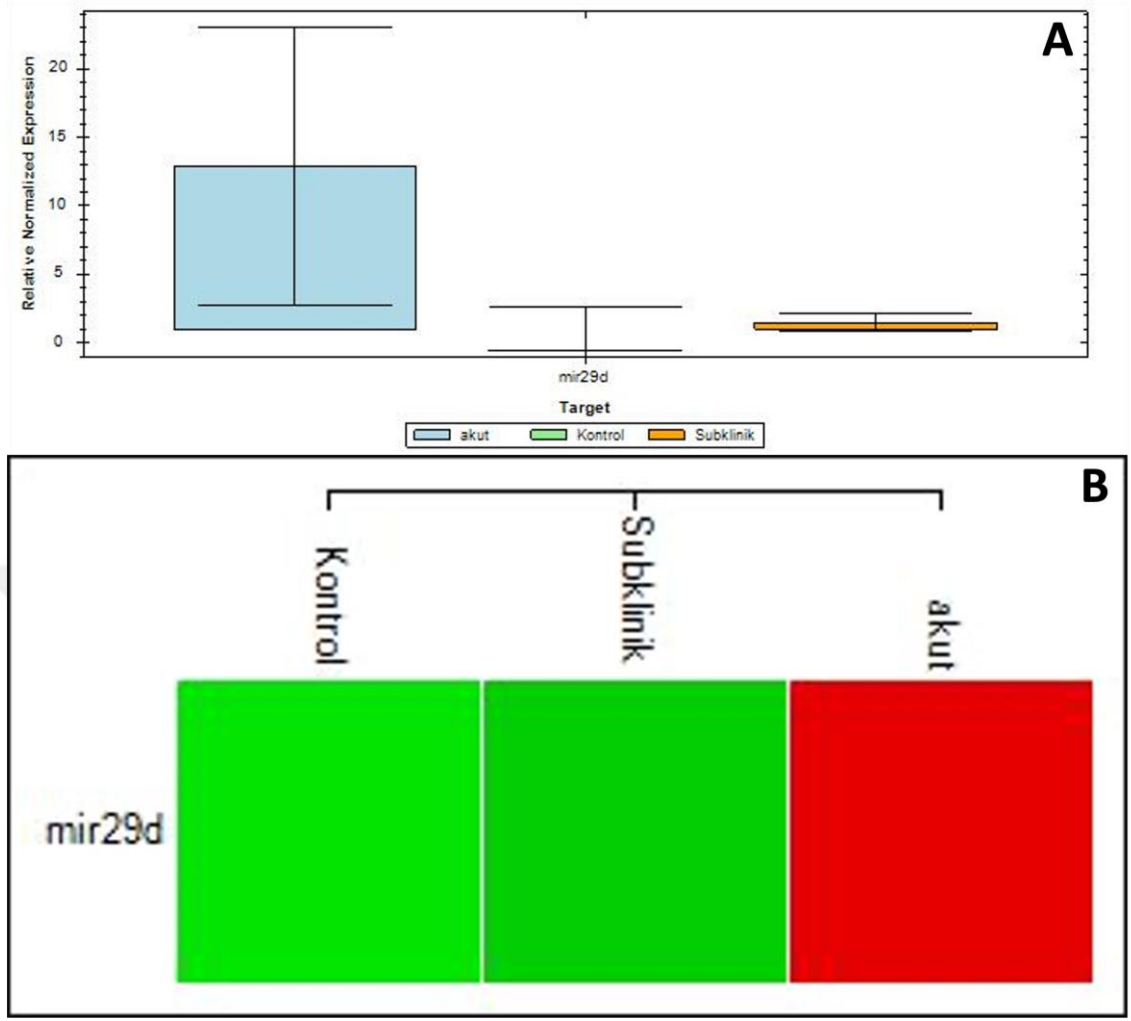 A
Relative Normalized Expression
20
15
10
5
0
mir29d
Target
akut Kontrol Subklinik
B
Kontrol Subklinik akut
mir29d